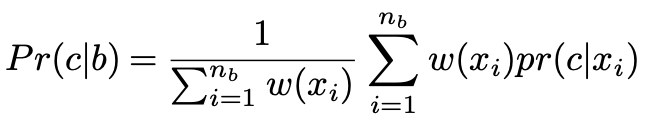 Pr(c|b) = \frac{1}{\sum_{i=1}^{n_b} w(x_i)} \sum_{i=1}^{n_b} w(x_i)pr(c|x_i)